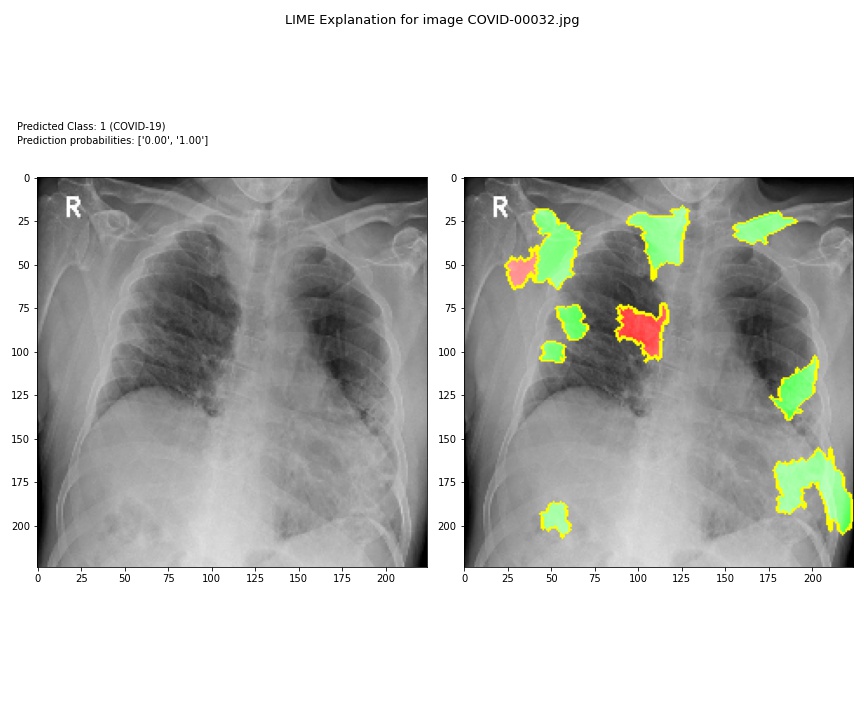 LIME Explanation for image COVID-00032.jpg
Predicted Class: 1 (COVID-19)
Prediction probabilities: ['0.00', '1.00']
R
R
0
25
50
75
100
125
150
175
200
0 25 50 75 100 125 150 175 200
0
25
50
75
100
125
150
175
200
0 25 50 75 100 125 150 175 200